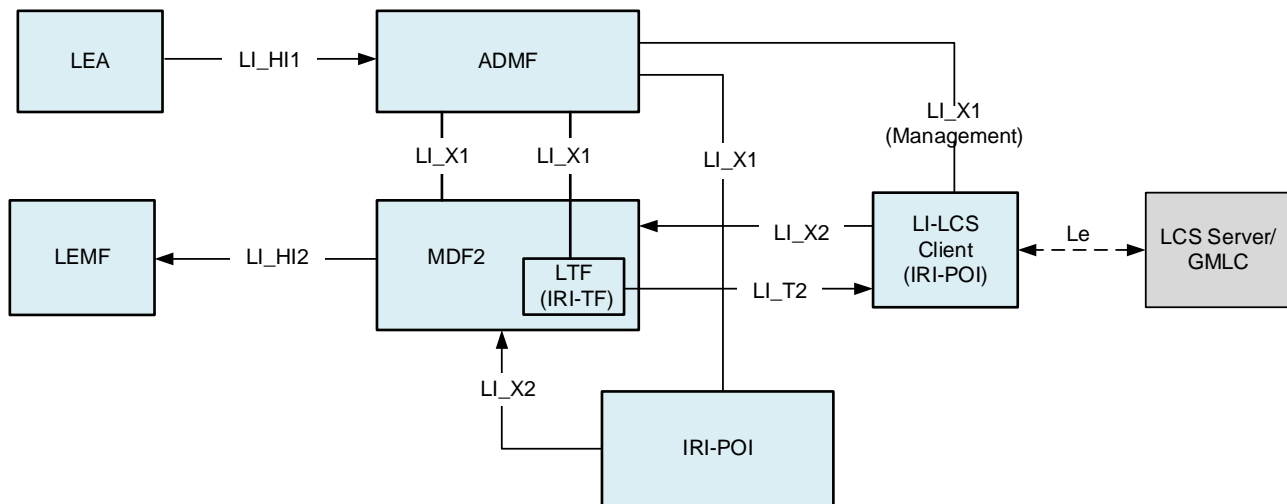 LEA
LI_HI1
ADMF
LI_X1
(Management)
LI_X1
LI_X1
LI_X1
LEMF
LI_HI2
MDF2
LTF
(IRI-TF)
LI_X2
LI_T2
LI-LCS
Client
(IRI-POI)
Le
LCS Server/
GMLC
LI_X2
IRI-POI